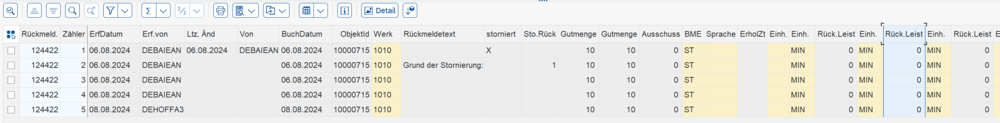 Detail
Rückmeld. Zähler ErfDatum Erf.von Ltz. Änd Von BuchDatum ObjektId Werk Rückmeldetext storniert Sto.Rück Gutmenge Gutmenge Ausschuss BME Sprache ErholZt Einh. Einh. Rück.Leist Einh. Rück.Leist Einh. Rück.Leist E
124422 1 06.08.2024 DEBAIEAN 06.08.2024 DEBAIEAN 06.08.2024 10000715 1010 X 10 10 0 ST MIN 0 MIN 0 MIN 0
124422 2 06.08.2024 DEBAIEAN 06.08.2024 10000715 1010 Grund der Stornierung: 1 10 10 0 ST MIN 0 MIN 0 MIN 0
124422 3 06.08.2024 DEBAIEAN 06.08.2024 10000715 1010 10 10 0 ST MIN 0 MIN 0 MIN 0
124422 4 06.08.2024 DEBAIEAN 06.08.2024 10000715 1010 10 10 0 ST MIN 0 MIN 0 MIN 0
124422 5 08.08.2024 DEHOFFA3 08.08.2024 10000715 1010 10 10 0 ST MIN 0 MIN 0 MIN 0